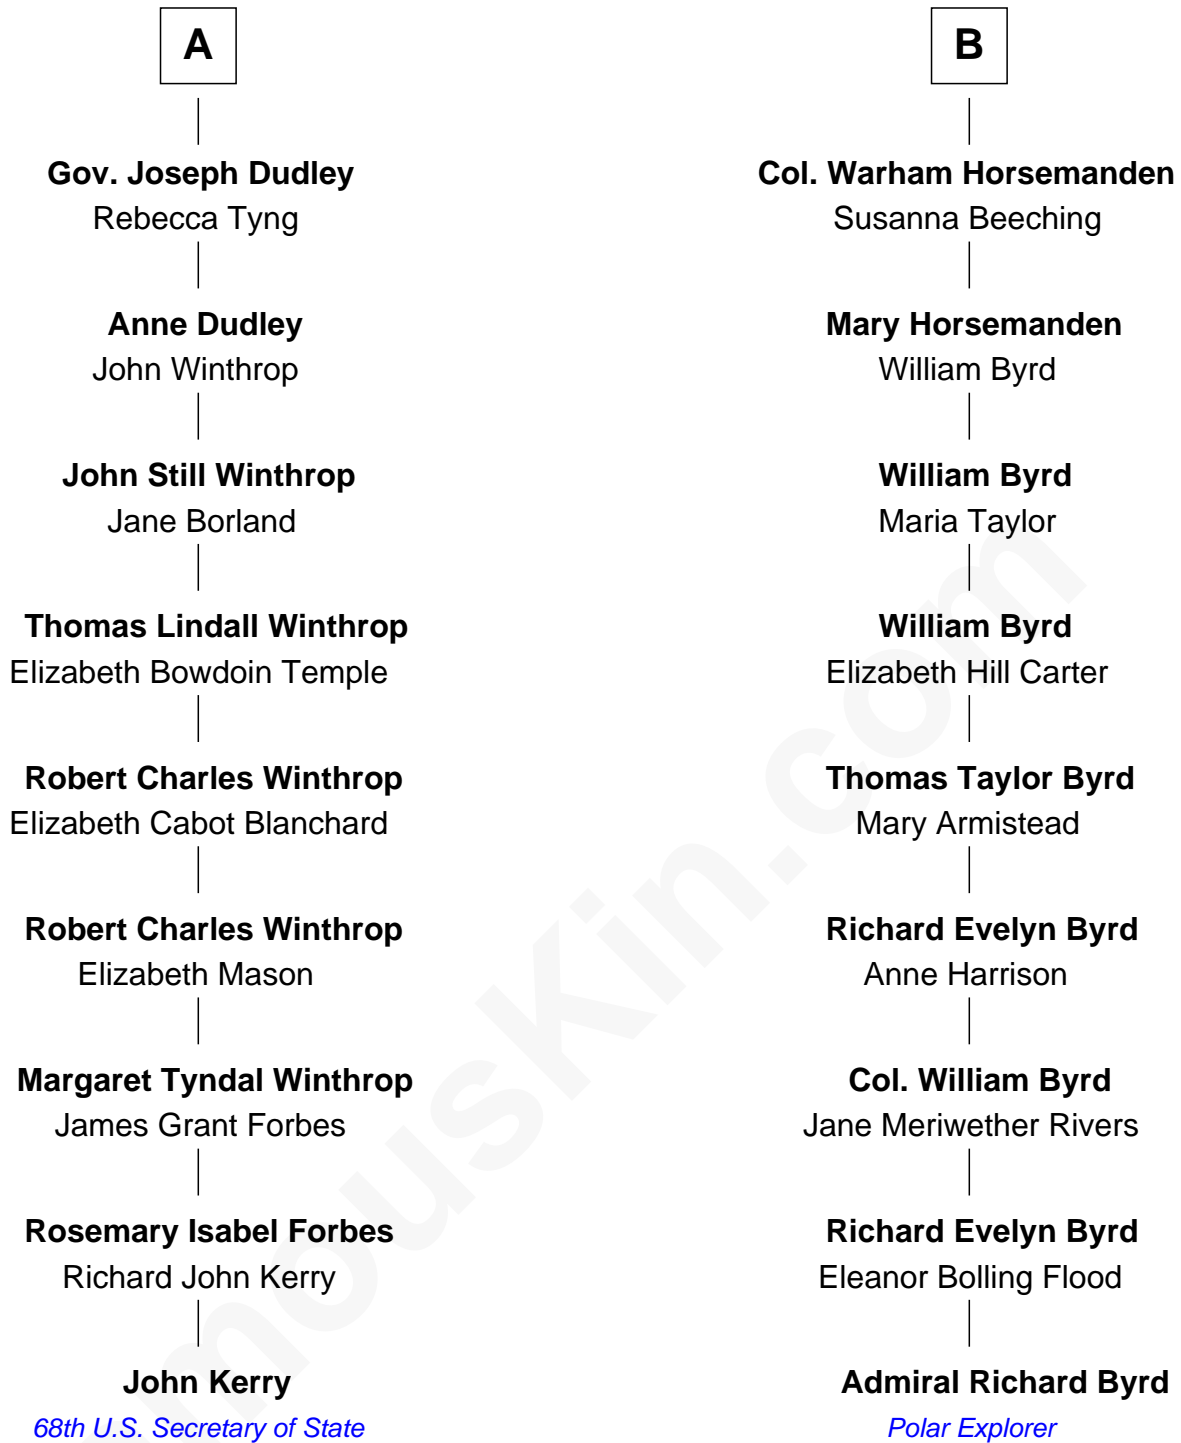 A
Gov. Joseph Dudley
Rebecca Tyng
Anne Dudley
John Winthrop
John Still Winthrop
Jane Borland
Thomas Lindall Winthrop
Elizabeth Bowdoin Temple
Robert Charles Winthrop
Elizabeth Cabot Blanchard
Robert Charles Winthrop
Elizabeth Mason
Margaret Tyndal Winthrop
James Grant Forbes
Rosemary Isabel Forbes
Richard John Kerry
John Kerry
68th U.S. Secretary of State
B
Col. Warham Horsemanden
Susanna Beeching
Mary Horsemanden
William Byrd
William Byrd
Maria Taylor
William Byrd
Elizabeth Hill Carter
Thomas Taylor Byrd
Mary Armistead
Richard Evelyn Byrd
Anne Harrison
Col. William Byrd
Jane Meriwether Rivers
Richard Evelyn Byrd
Eleanor Bolling Flood
Admiral Richard Byrd
Polar Explorer
mouskin.com